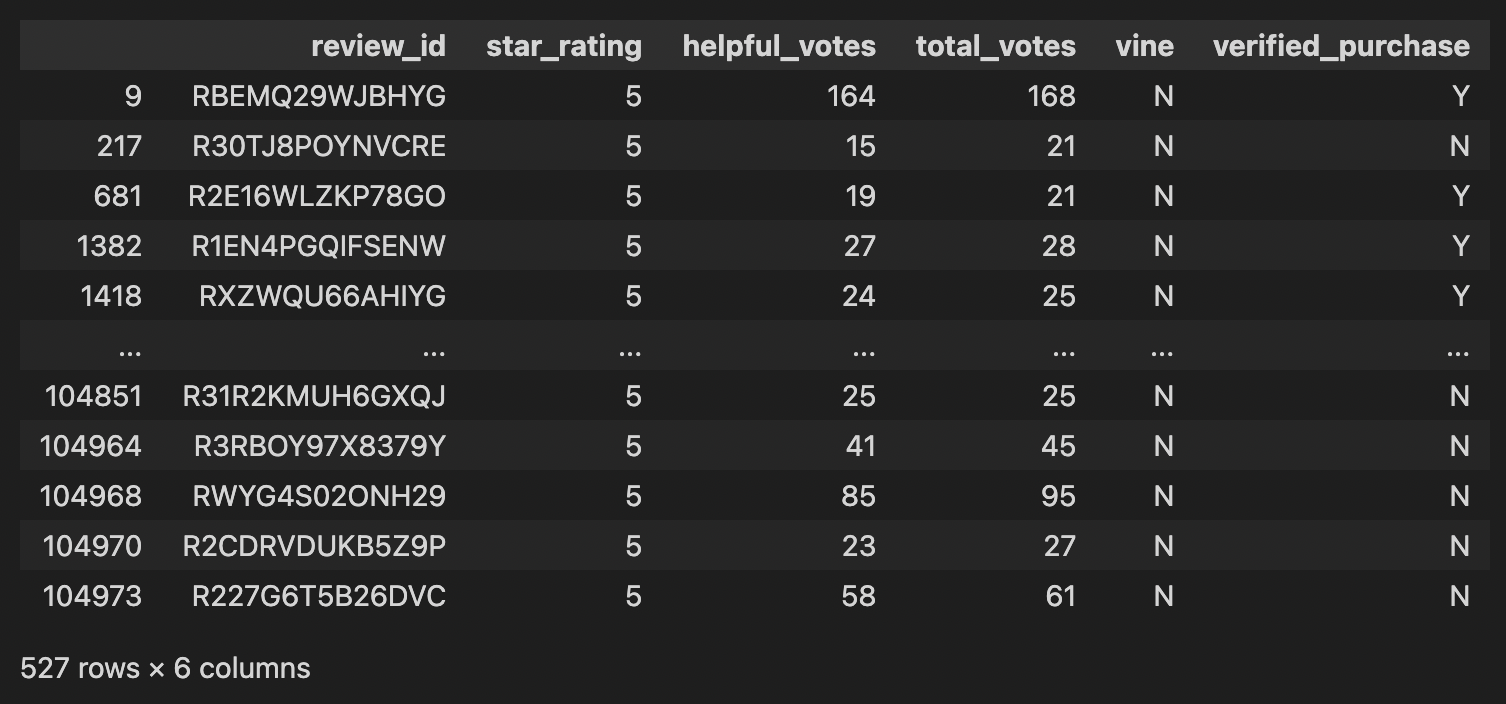 review_id star_rating helpful_votes total_votes vine verified_purchase
9 RBEMQ29WJBHYG 5 164 168 N Y
217 R30TJ8POYNVCRE 5 15 21 N N
681 R2E16WLZKP78GO 5 19 21 N Y
1382 R1EN4PGQIFSENW 5 27 28 N Y
1418 RXZWQU66AHIYG 5 24 25 N Y
... ... ... ... ... ... ...
104851 R31R2KMUH6GXQJ 5 25 25 N N
104964 R3RBOY97X8379Y 5 41 45 N N
104968 RWYG4S02ONH29 5 85 95 N N
104970 R2CDRVDUKB5Z9P 5 23 27 N N
104973 R227G6T5B26DVC 5 58 61 N N
527 rows × 6 columns